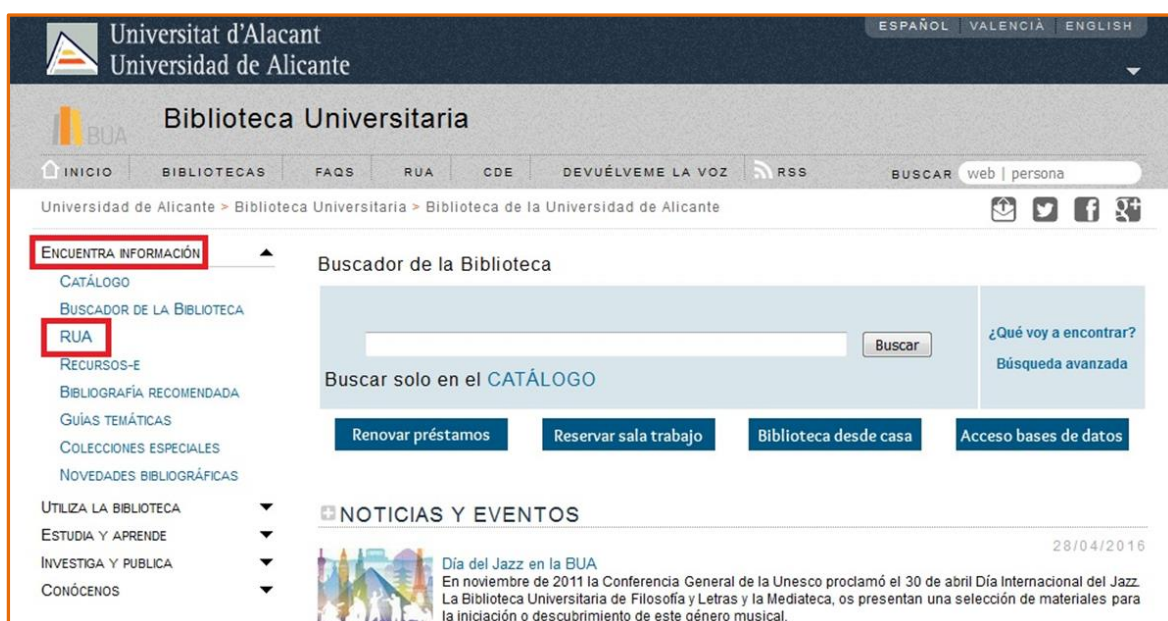 Universitat d'Alacant
Universidad de Alicante
ESPAÑOL VALENCIÀ ENGLISH
BUA
Biblioteca Universitaria
INICIO BIBLIOTECAS FAQS RUA CDE DEVUÉLVEME LA VOZ RSS BUSCAR web | persona
Universidad de Alicante > Biblioteca Universitaria > Biblioteca de la Universidad de Alicante
ENCUENTRA INFORMACIÓN
CATÁLOGO
BUSCADOR DE LA BIBLIOTECA
RUA
RECURSOS-E
BIBLIOGRAFÍA RECOMENDADA
GUÍAS TEMÁTICAS
COLECCIONES ESPECIALES
NOVEDADES BIBLIOGRÁFICAS
UTILIZA LA BIBLIOTECA
ESTUDIA Y APRENDE
INVESTIGA Y PUBLICA
CONÓCENOS
Buscador de la Biblioteca
Buscar
Buscar solo en el CATÁLOGO
¿Qué voy a encontrar?
Búsqueda avanzada
Renovar préstamos Reservar sala trabajo Biblioteca desde casa Acceso bases de datos
NOTICIAS Y EVENTOS
28/04/2016
Día del Jazz en la BUA
En noviembre de 2011 la Conferencia General de la Unesco proclamó el 30 de abril Día Internacional del Jazz.
La Biblioteca Universitaria de Filosofía y Letras y la Mediateca, os presentan una selección de materiales para
la iniciación o descubrimiento de este género musical.